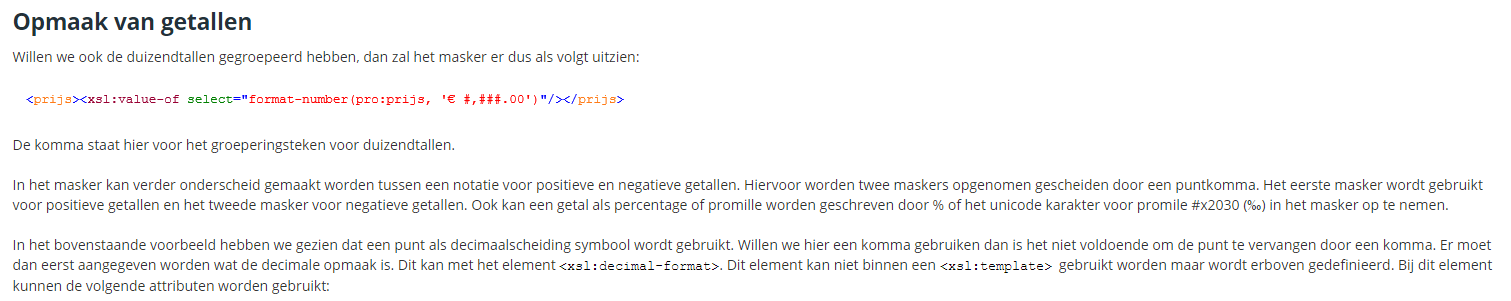 Opmaak van getallen
Willen we ook de duizendtallen gegroepeerd hebben, dan zal het masker er dus als volgt uitzien:
<prijs><xsl:value-of select="format-number(pro:prijs, '€ #,###.00')"/></prijs>
De komma staat hier voor het groeperingsteken voor duizendtallen.
In het masker kan verder onderscheid gemaakt worden tussen een notatie voor positieve en negatieve getallen. Hiervoor worden twee maskers opgenomen gescheiden door een puntkomma. Het eerste masker wordt gebruikt
voor positieve getallen en het tweede masker voor negatieve getallen. Ook kan een getal als percentage of promille worden geschreven door % of het unicode karakter voor promile #x2030 (‰) in het masker op te nemen.
In het bovenstaande voorbeeld hebben we gezien dat een punt als decimaalscheiding symbool wordt gebruikt. Willen we hier een komma gebruiken dan is het niet voldoende om de punt te vervangen door een komma. Er moet
dan eerst aangegeven worden wat de decimale opmaak is. Dit kan met het element <xsl:decimal-format>. Dit element kan niet binnen een <xsl:template> gebruikt worden maar wordt erboven gedefinieerd. Bij dit element
kunnen de volgende attributen worden gebruikt: